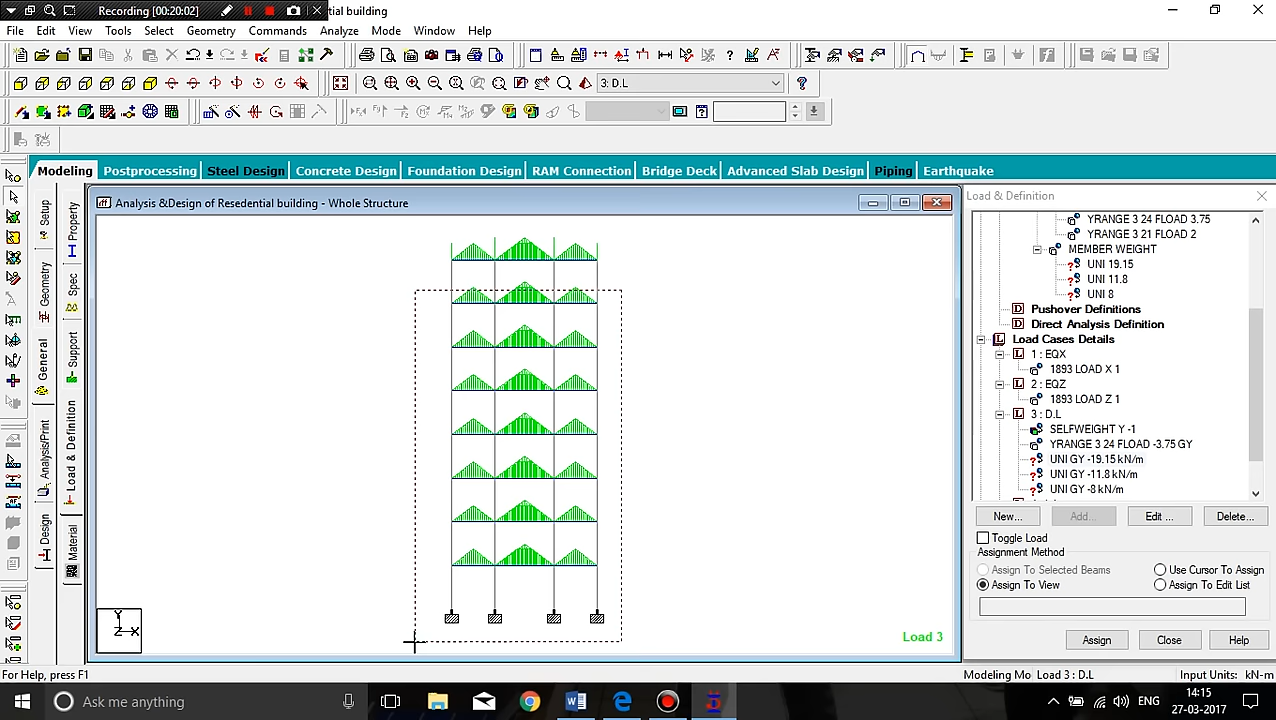 Recording [00:20:02]
tial building
File Edit View Tools Select Geometry Commands Analyze Mode Window Help
3: D.L
Modeling Postprocessing Steel Design Concrete Design Foundation Design RAM Connection Bridge Deck Advanced Slab Design Piping Earthquake
Setup
Geometry
General
Analysis/Print
Design
Property
Spec
Support
Load & Definition
Material
Analysis &Design of Resedential building - Whole Structure
Load 3
Y
Z X
Load & Definition
YRANGE 3 24 FLOAD 3.75
YRANGE 3 21 FLOAD 2
MEMBER WEIGHT
UNI 19.15
UNI 11.8
UNI 8
D Pushover Definitions
D Direct Analysis Definition
L Load Cases Details
L 1 : EQX
1893 LOAD X 1
L 2 : EQZ
1893 LOAD Z 1
L 3 : D.L
SELFWEIGHT Y -1
YRANGE 3 24 FLOAD -3.75 GY
UNI GY -19.15 kN/m
UNI GY -11.8 kN/m
UNI GY -8 kN/m
New... Add... Edit ... Delete...
Toggle Load
Assignment Method
Assign To Selected Beams Use Cursor To Assign
Assign To View Assign To Edit List
Assign Close Help
For Help, press F1
Modeling Mo Load 3 : D.L Input Units: kN-m
Ask me anything
ENG
14:15
27-03-2017